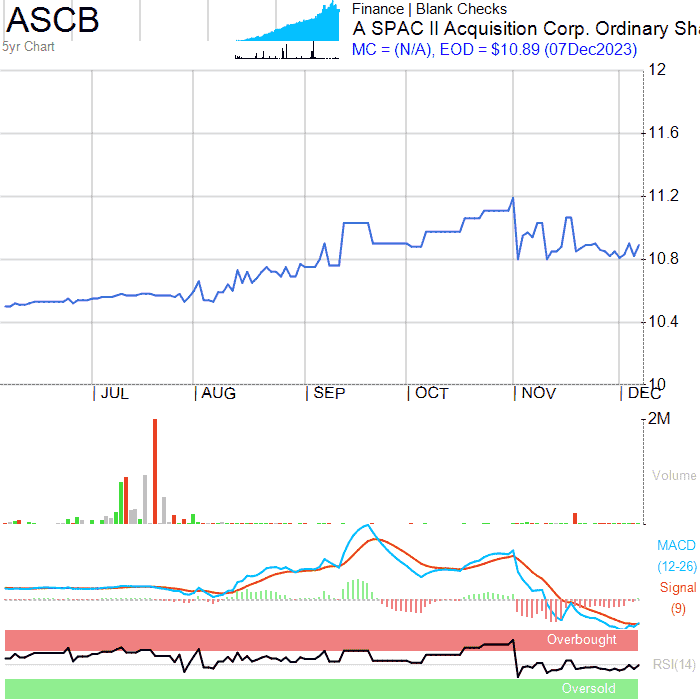 ASCB
5yr Chart
Finance | Blank Checks
A SPAC II Acquisition Corp. Ordinary Sha
MC = (N/A), EOD = $10.89 (07Dec2023)
12
11.6
11.2
10.8
10.4
10
JUL
AUG
SEP
OCT
NOV
DEC
2M
Volume
MACD
(12-26)
Signal
(9)
Overbought
RSI(14)
Oversold